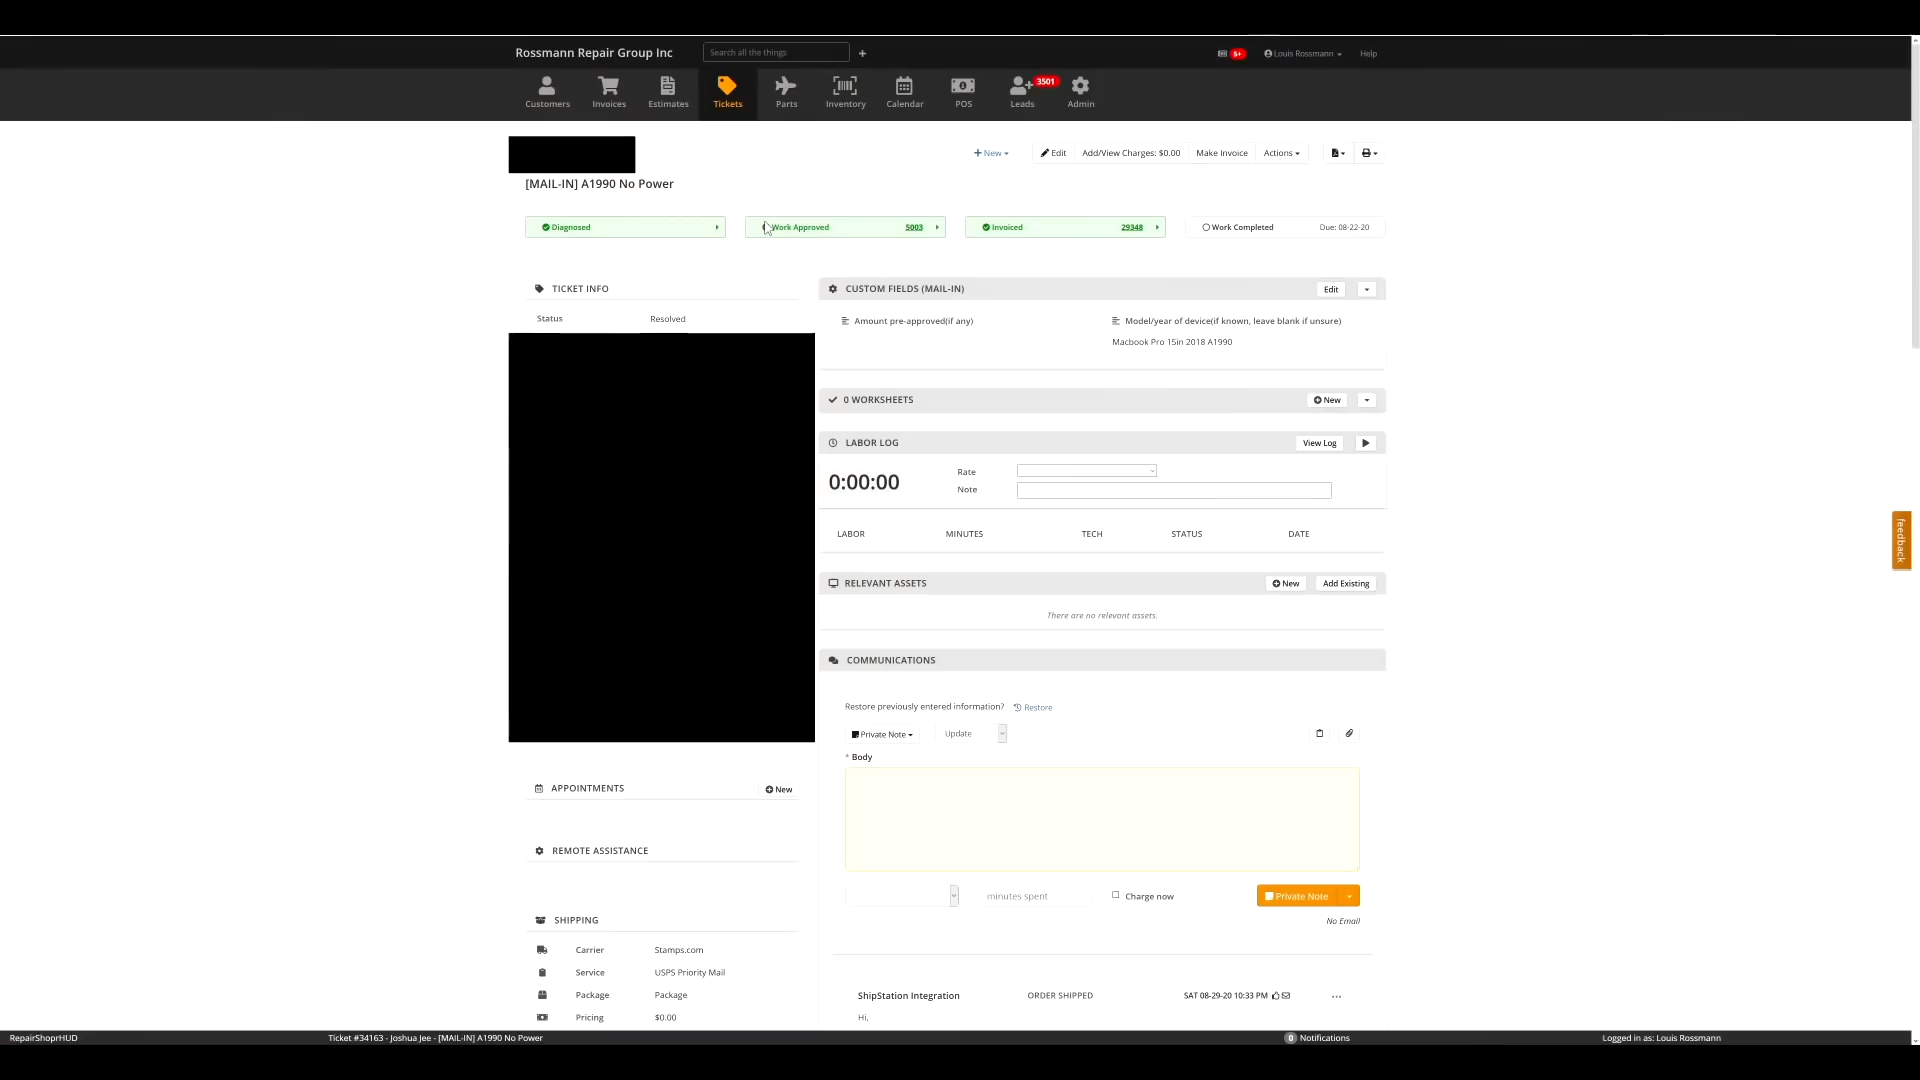 Rossmann Repair Group Inc
Search all the things
5+
Louis Rossmann
Help
Customers
Invoices
Estimates
Tickets
Parts
Inventory
Calendar
POS
Leads
3501
Admin
New
Edit
Add/View Charges: $0.00
Make Invoice
Actions
[MAIL-IN] A1990 No Power
Diagnosed
Work Approved 5003
Invoiced 29348
Work Completed Due: 08-22-20
TICKET INFO
Status Resolved
CUSTOM FIELDS (MAIL-IN) Edit
Amount pre-approved(if any)
Model/year of device(if known, leave blank if unsure)
Macbook Pro 15in 2018 A1990
0 WORKSHEETS New
LABOR LOG View Log
0:00:00
Rate
Note
LABOR MINUTES TECH STATUS DATE
RELEVANT ASSETS New Add Existing
There are no relevant assets.
COMMUNICATIONS
Restore previously entered information? Restore
Private Note Update
* Body
minutes spent
Charge now
Private Note
No Email
ShipStation Integration ORDER SHIPPED SAT 08-29-20 10:33 PM
Hi,
APPOINTMENTS New
REMOTE ASSISTANCE
SHIPPING
Carrier Stamps.com
Service USPS Priority Mail
Package Package
Pricing $0.00
feedback
RepairShoprHUD
Ticket #34163 - Joshua Jee - [MAIL-IN] A1990 No Power
0 Notifications
Logged in as: Louis Rossmann